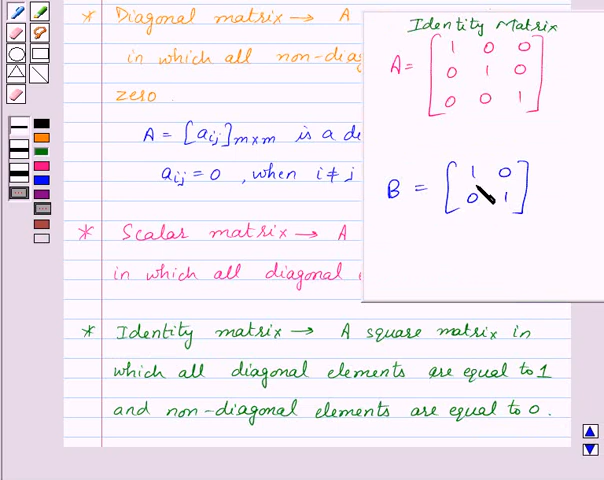 * Diagonal matrix → A
in which all non-diag
zero.
A = [aij]m×m is a de
aij = 0, when i ≠ j
* Scalar matrix → A
in which all diagonal
* Identity matrix → A square matrix in
which all diagonal elements are equal to 1
and non-diagonal elements are equal to 0.
Identity Matrix
A = [1 0 0
0 1 0
0 0 1]
B = [1 0
0 1]